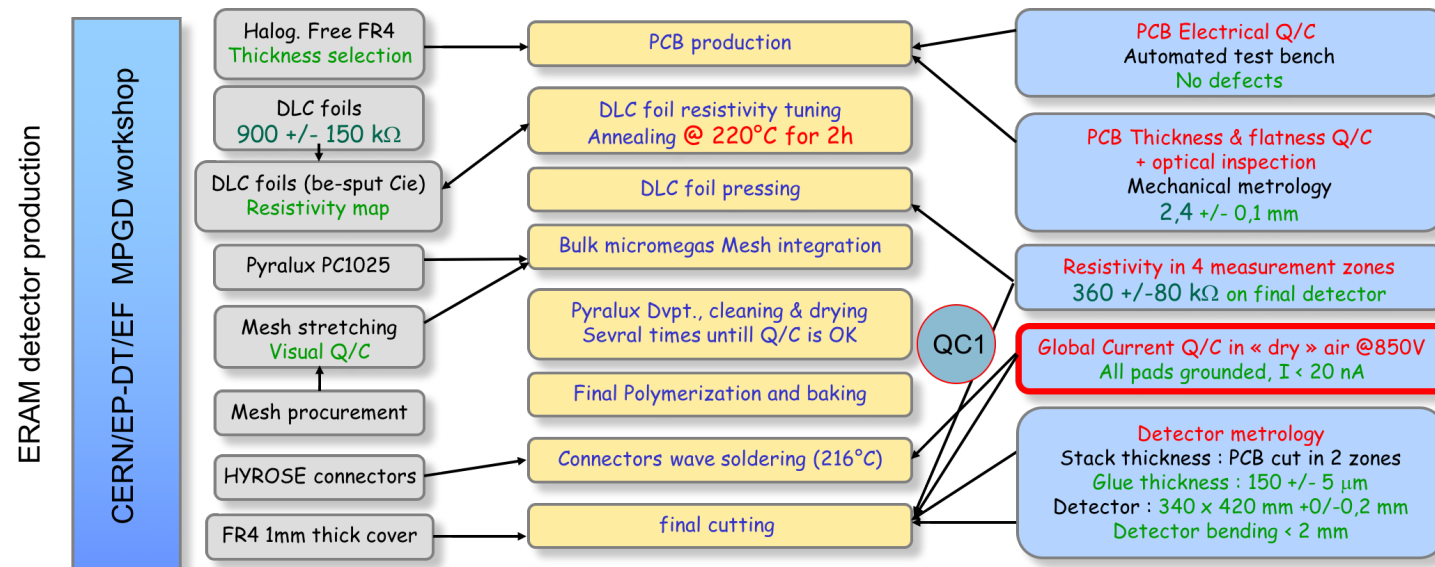 ERAM detector production
CERN/EP-DT/EF MPGD workshop
Halog. Free FR4
Thickness selection
DLC foils
900 +/- 150 kΩ
DLC foils (be-sput Cie)
Resistivity map
Pyralux PC1025
Mesh stretching
Visual Q/C
Mesh procurement
HYROSE connectors
FR4 1mm thick cover
PCB production
DLC foil resistivity tuning
Annealing @ 220°C for 2h
DLC foil pressing
Bulk micromegas Mesh integration
Pyralux Dvpt., cleaning & drying
Sevral times untill Q/C is OK
Final Polymerization and baking
Connectors wave soldering (216°C)
final cutting
QC1
PCB Electrical Q/C
Automated test bench
No defects
PCB Thickness & flatness Q/C
+ optical inspection
Mechanical metrology
2,4 +/- 0,1 mm
Resistivity in 4 measurement zones
360 +/-80 kΩ on final detector
Global Current Q/C in « dry » air @850V
All pads grounded, I < 20 nA
Detector metrology
Stack thickness : PCB cut in 2 zones
Glue thickness : 150 +/- 5 μm
Detector : 340 x 420 mm +0/-0,2 mm
Detector bending < 2 mm